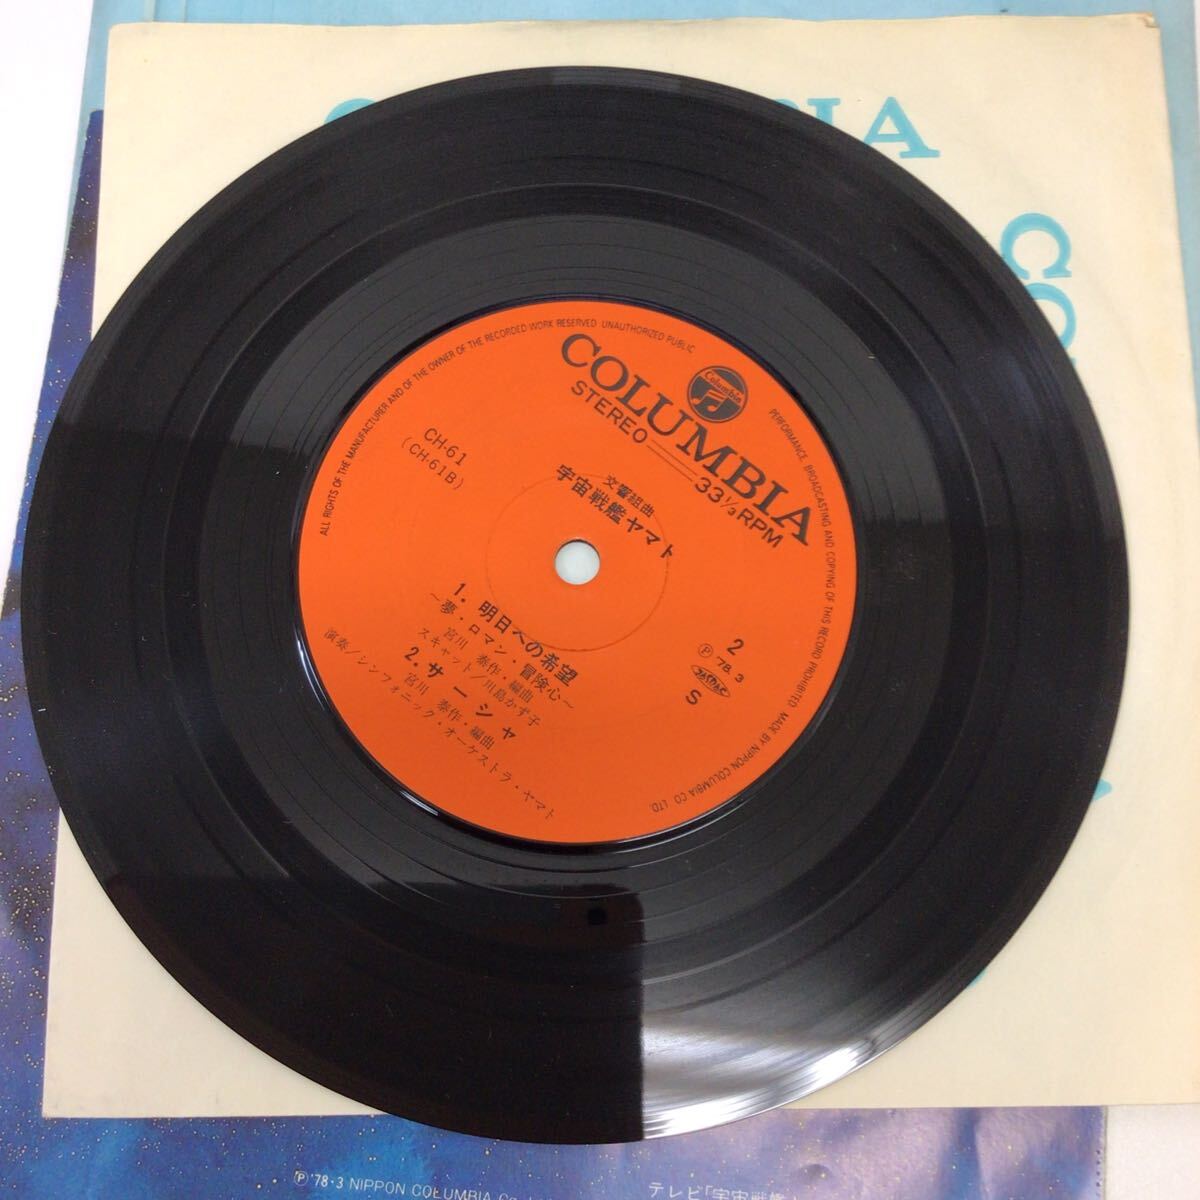 COLUMBIA
Columbia
STEREO 33⅓RPM
交響組曲
宇宙戦艦ヤマト
CH-61
(CH-61B)
2
Ⓟ '78.3
JASRAC
S
1. 明日への希望
〜夢・ロマン・冒険心〜
宮川 泰作・編曲
スキャット/川島かず子
2. サーシャ
宮川 泰作・編曲
演奏/シンフォニック・オーケストラ・ヤマト
ALL RIGHTS OF THE MANUFACTURER AND OF THE OWNER OF THE RECORDED WORK RESERVED UNAUTHORIZED PUBLIC PERFORMANCE BROADCASTING AND COPYING OF THIS RECORD PROHIBITED MADE BY NIPPON COLUMBIA CO. LTD.
Ⓟ '78・3 NIPPON COLUMBIA
テレビ「宇宙戦艦